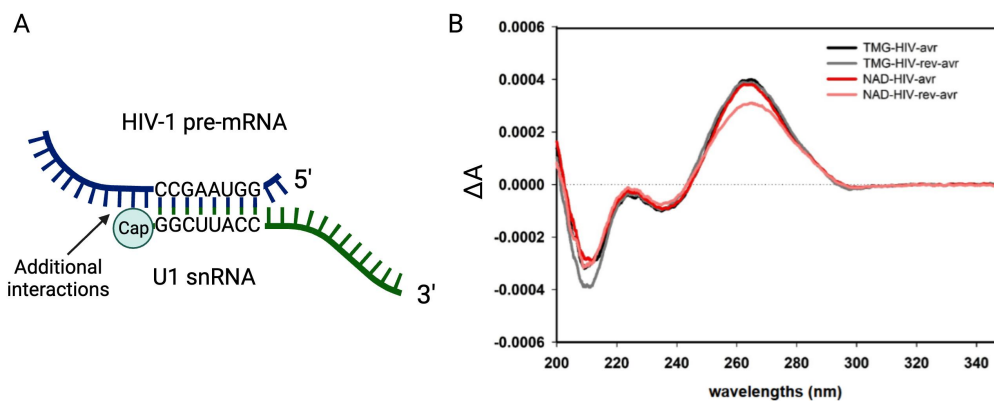 A
HIV-1 pre-mRNA
CCGAAUGG 5'
Cap GGCUUACC
Additional
interactions
U1 snRNA
3'
B
0.0006
0.0004
0.0002
0.0000
-0.0002
-0.0004
-0.0006
ΔA
TMG-HIV-avr
TMG-HIV-rev-avr
NAD-HIV-avr
NAD-HIV-rev-avr
200 220 240 260 280 300 320 340
wavelengths (nm)